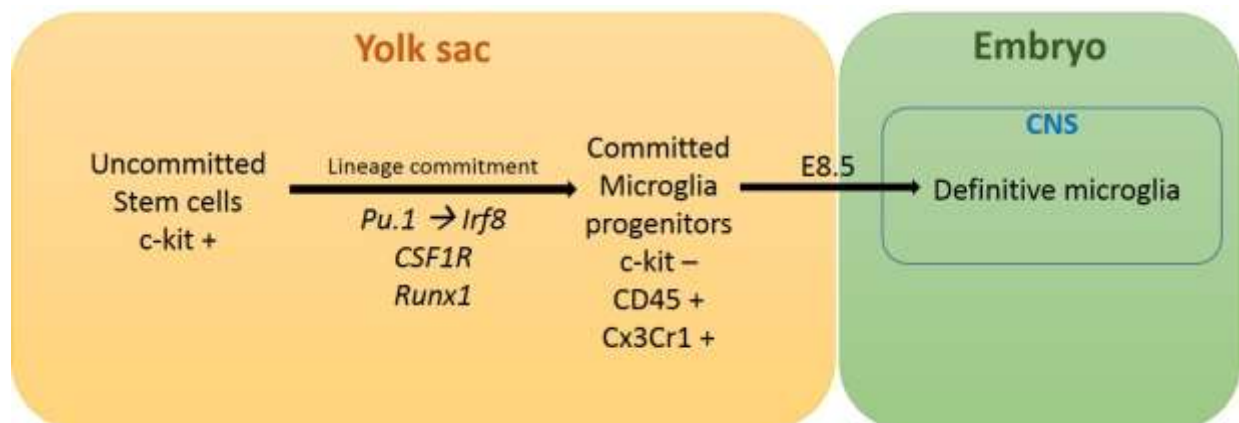 Yolk sac
Uncommitted
Stem cells
c-kit +
Lineage commitment
Pu.1 → Irf8
CSF1R
Runx1
Committed
Microglia
progenitors
c-kit –
CD45 +
Cx3Cr1 +
E8.5
Embryo
CNS
Definitive microglia